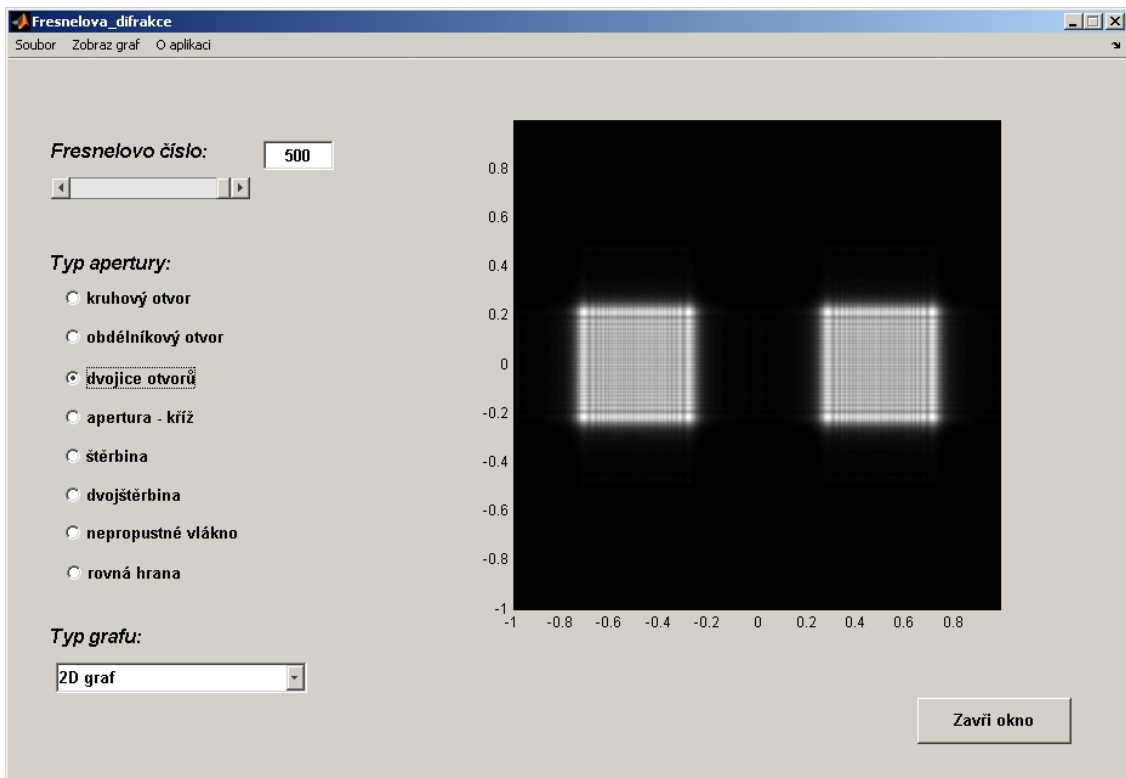 Fresnelova_difrakce
Soubor Zobraz graf O aplikaci
Fresnelovo číslo: 500
Typ apertury:
kruhový otvor
obdélníkový otvor
dvojice otvorů
apertura - kříž
štěrbina
dvojštěrbina
nepropustné vlákno
rovná hrana
Typ grafu:
2D graf
0.8
0.6
0.4
0.2
0
-0.2
-0.4
-0.6
-0.8
-1
-1 -0.8 -0.6 -0.4 -0.2 0 0.2 0.4 0.6 0.8
Zavři okno